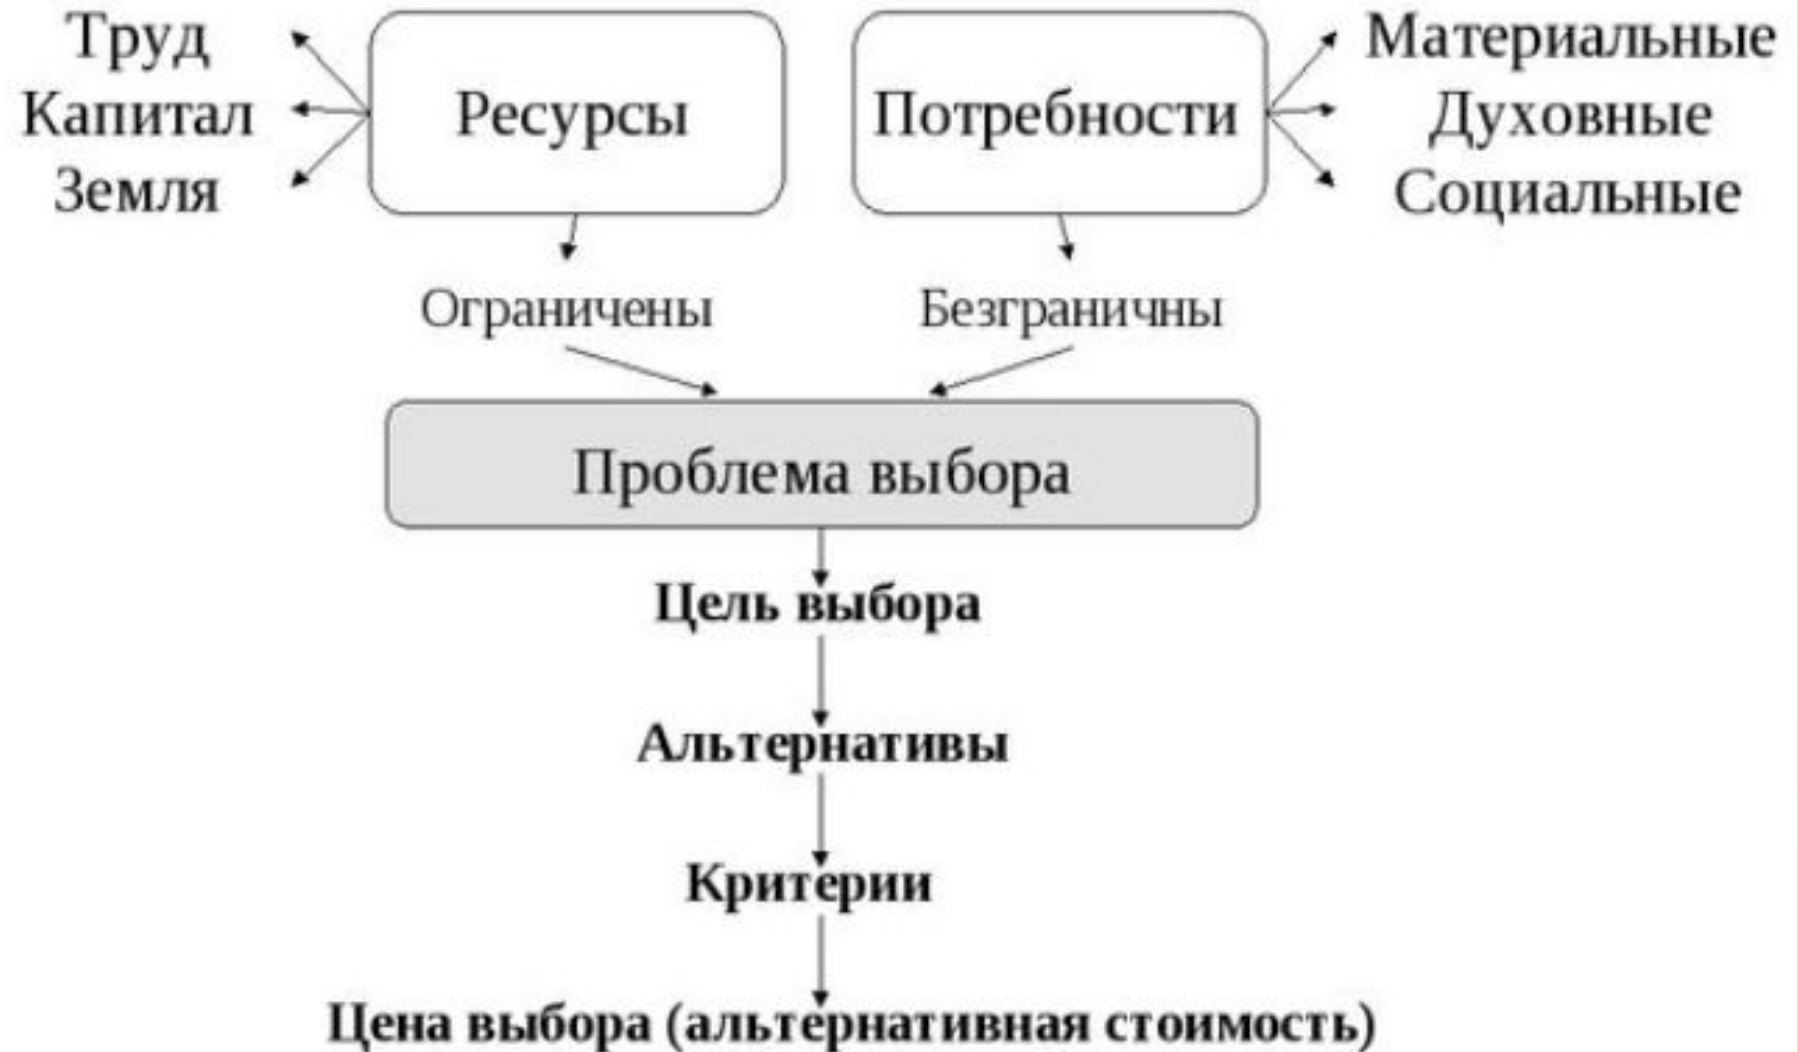 Труд
Капитал
Земля
Ресурсы
Потребности
Материальные
Духовные
Социальные
Ограничены
Безграничны
Проблема выбора
Цель выбора
Альтернативы
Критерии
Цена выбора (альтернативная стоимость)